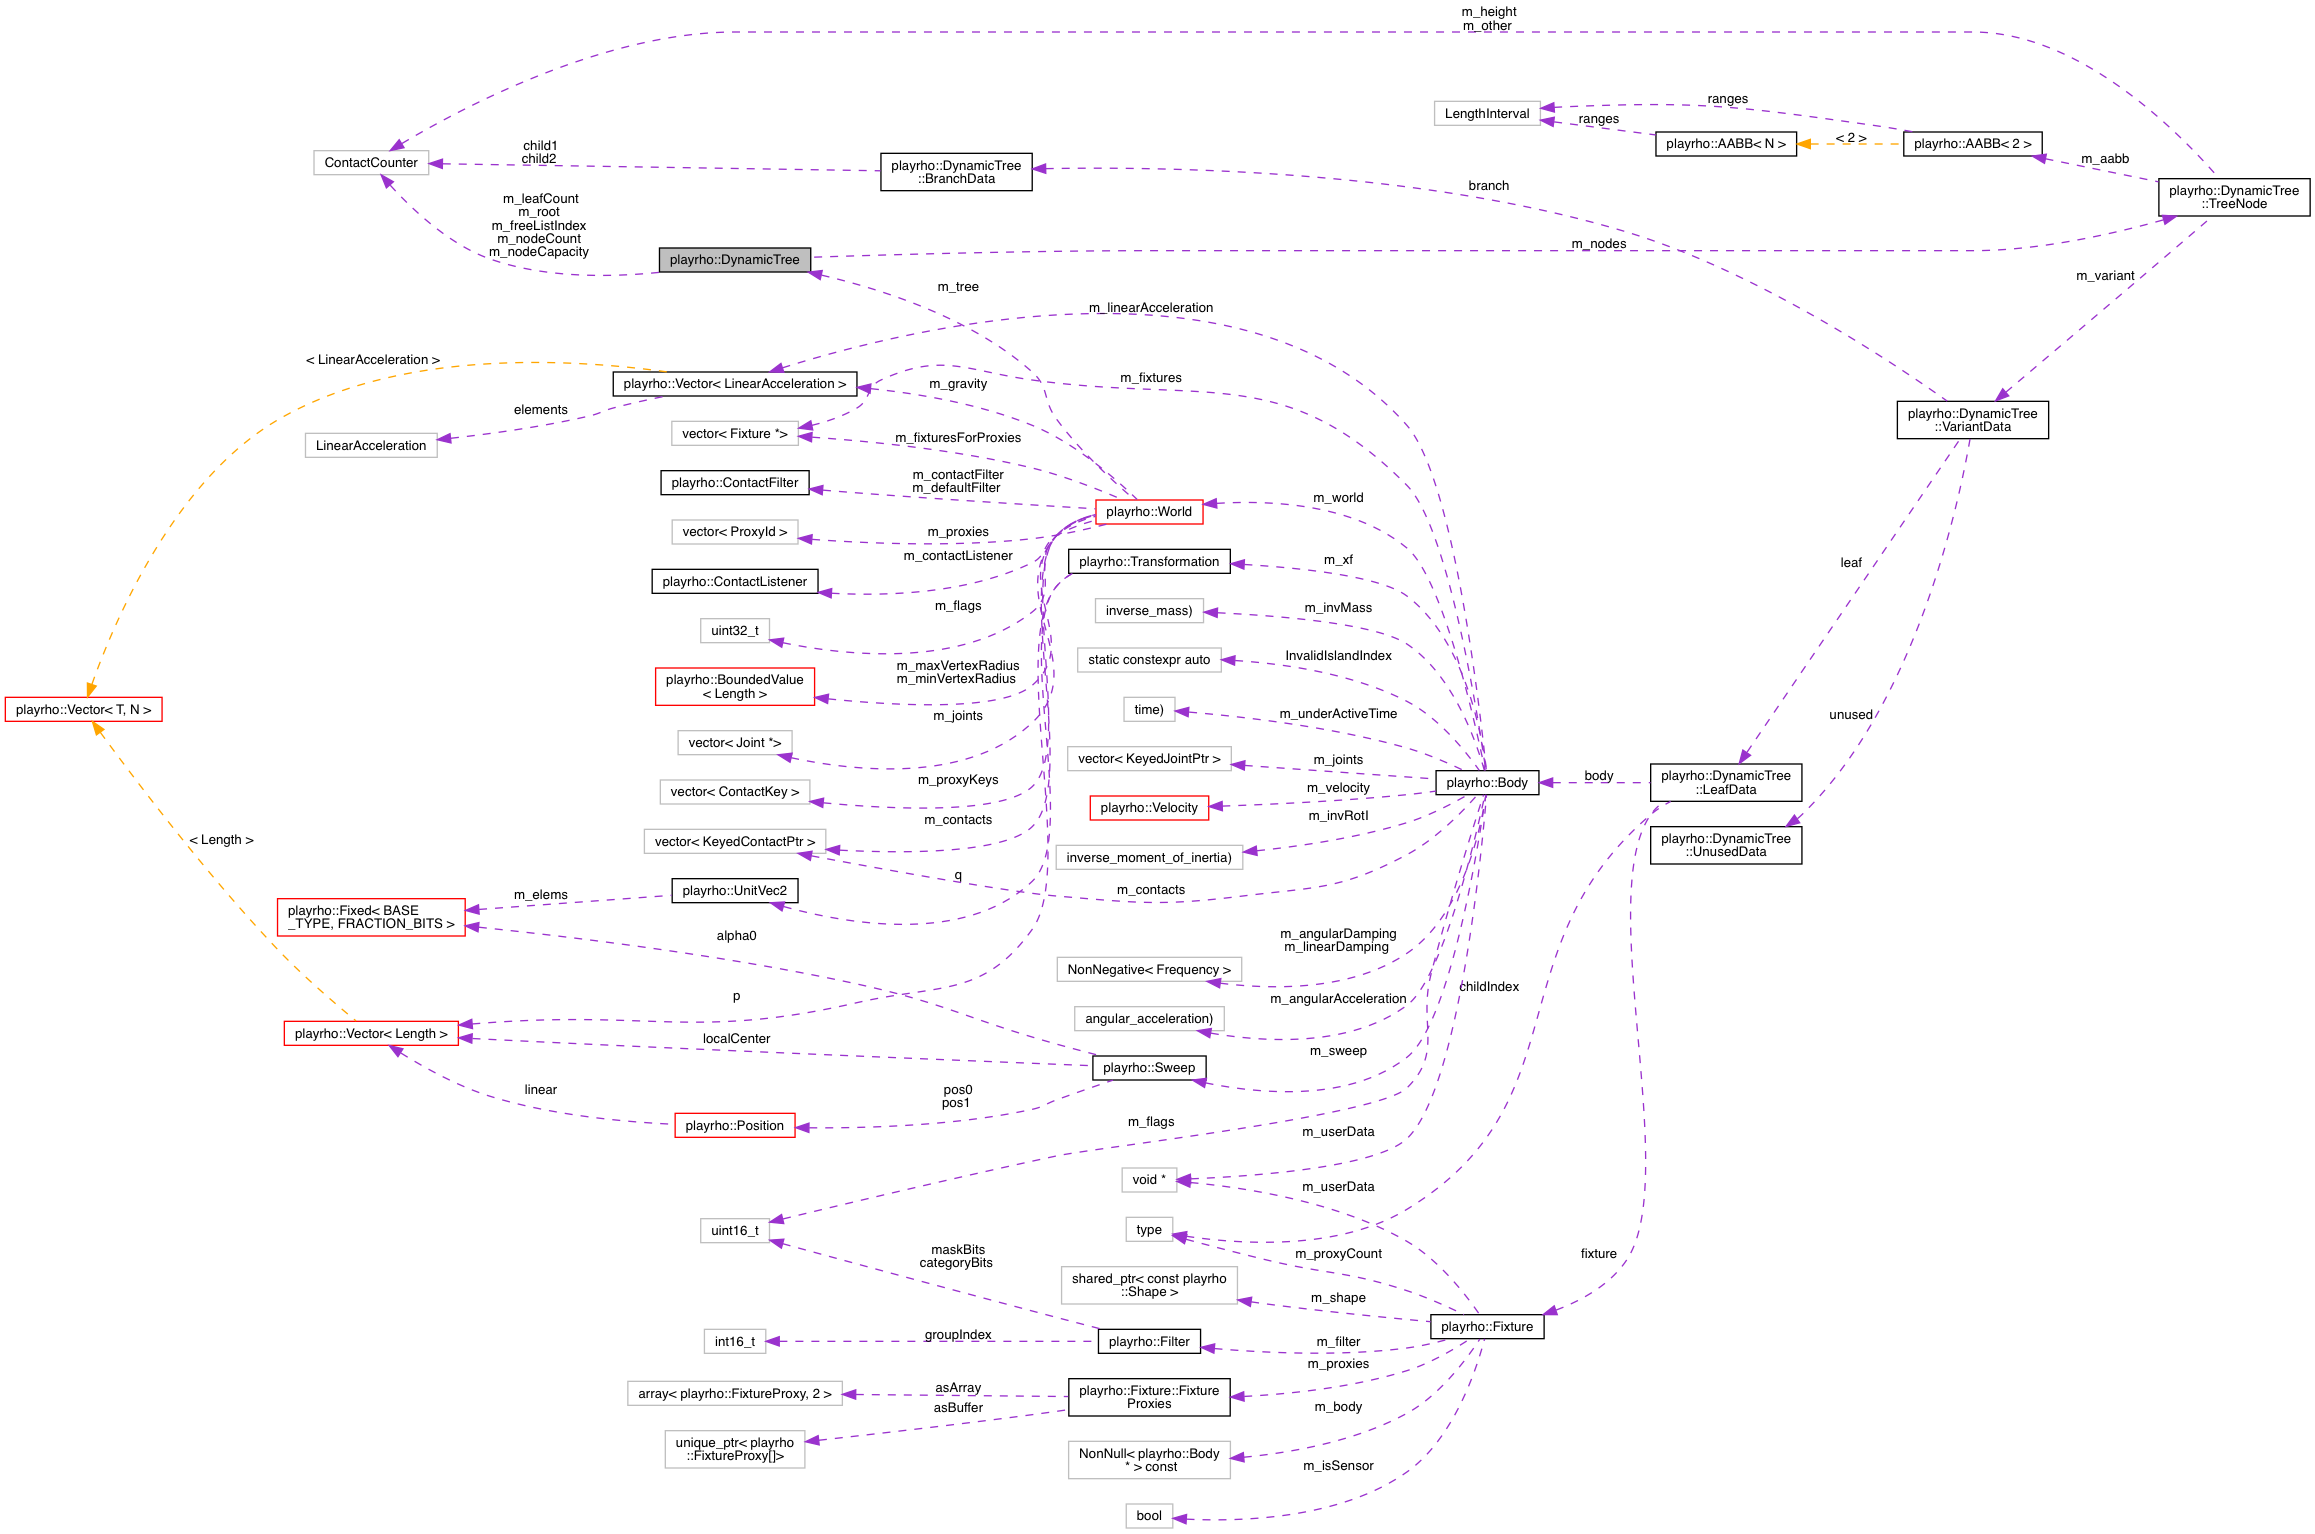 m_height
m_other
ranges
LengthInterval
ranges
playrho::AABB< N >
< 2 >
playrho::AABB< 2 >
m_aabb
ContactCounter
child1
child2
playrho::DynamicTree
::BranchData
branch
playrho::DynamicTree
::TreeNode
m_leafCount
m_root
m_freeListIndex
m_nodeCount
m_nodeCapacity
playrho::DynamicTree
m_nodes
m_variant
m_tree
m_linearAcceleration
< LinearAcceleration >
playrho::Vector< LinearAcceleration >
m_gravity
m_fixtures
elements
LinearAcceleration
vector< Fixture *>
m_fixturesForProxies
playrho::DynamicTree
::VariantData
playrho::ContactFilter
m_contactFilter
m_defaultFilter
playrho::World
m_world
vector< ProxyId >
m_proxies
m_contactListener
playrho::Transformation
m_xf
leaf
playrho::ContactListener
m_flags
inverse_mass)
m_invMass
uint32_t
static constexpr auto
InvalidIslandIndex
playrho::BoundedValue
< Length >
m_maxVertexRadius
m_minVertexRadius
playrho::Vector< T, N >
time)
m_underActiveTime
unused
m_joints
vector< Joint *>
vector< KeyedJointPtr >
m_joints
playrho::Body
body
playrho::DynamicTree
::LeafData
m_proxyKeys
vector< ContactKey >
playrho::Velocity
m_velocity
m_invRotI
m_contacts
vector< KeyedContactPtr >
inverse_moment_of_inertia)
playrho::DynamicTree
::UnusedData
< Length >
q
m_contacts
playrho::UnitVec2
m_elems
playrho::Fixed< BASE
_TYPE, FRACTION_BITS >
alpha0
m_angularDamping
m_linearDamping
NonNegative< Frequency >
childIndex
p
m_angularAcceleration
angular_acceleration)
playrho::Vector< Length >
localCenter
m_sweep
playrho::Sweep
linear
pos0
pos1
playrho::Position
m_flags
m_userData
void *
m_userData
uint16_t
type
maskBits
categoryBits
m_proxyCount
fixture
shared_ptr< const playrho
::Shape >
m_shape
playrho::Fixture
int16_t
groupIndex
playrho::Filter
m_filter
m_proxies
array< playrho::FixtureProxy, 2 >
asArray
playrho::Fixture::Fixture
Proxies
asBuffer
m_body
unique_ptr< playrho
::FixtureProxy[]>
NonNull< playrho::Body
* > const
m_isSensor
bool